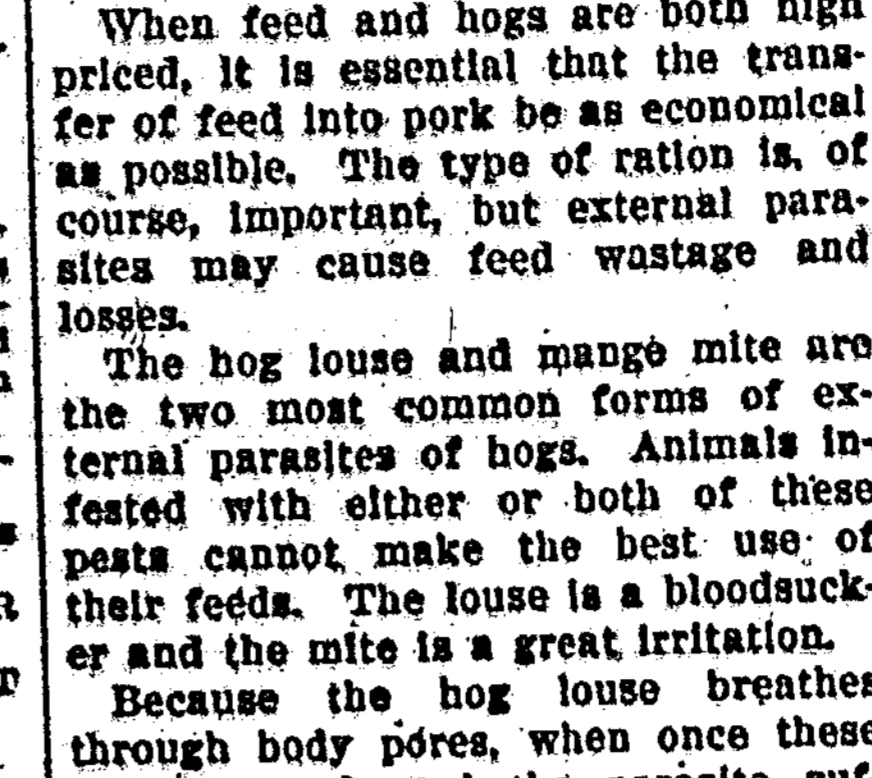 When feed and hogs are both high
priced, it is essential that the trans-
fer of feed into pork be as economical
as possible. The type of ration is, of
course, important, but external para-
sites may cause feed wastage and
losses.
The hog louse and mange mite are
the two most common forms of ex-
ternal parasites of hogs. Animals in-
fested with either or both of these
pests cannot make the best use of
their feeds. The louse is a bloodsuck-
er and the mite is a great irritation.
Because the hog louse breathes
through body pores, when once these
the parasite suf-